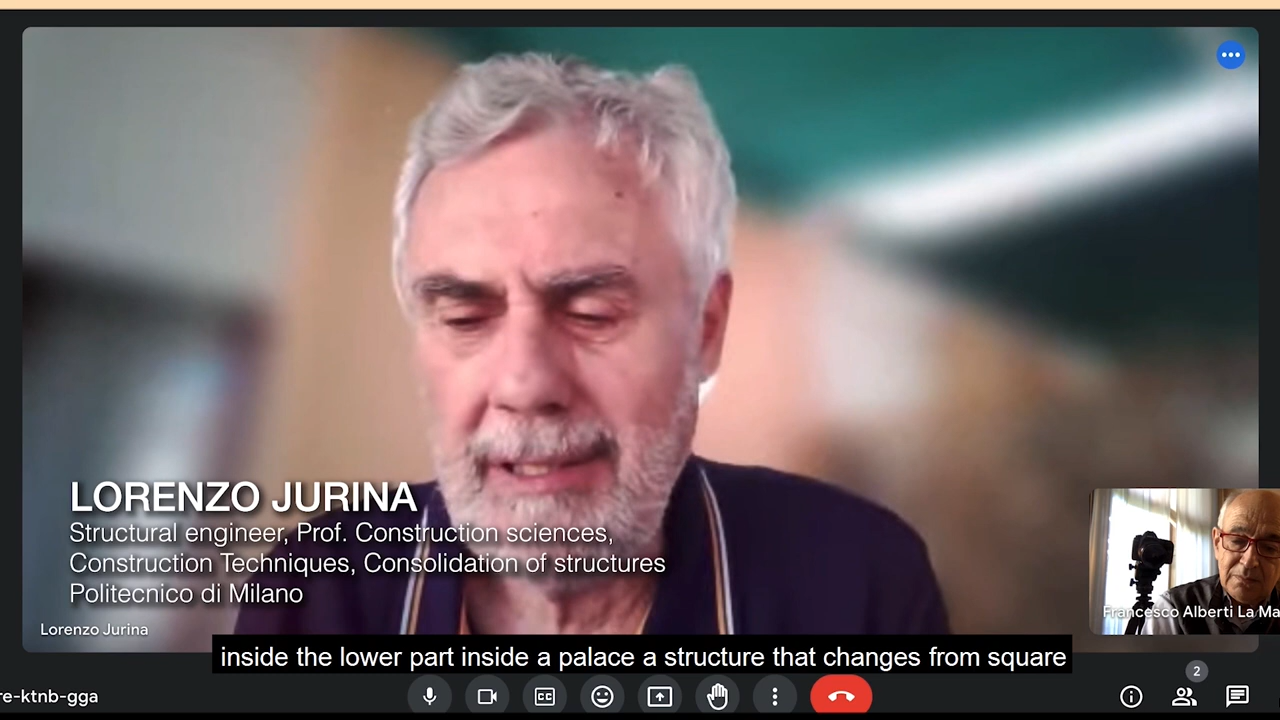 LORENZO JURINA
Structural engineer, Prof. Construction sciences,
Construction Techniques, Consolidation of structures
Politecnico di Milano
Lorenzo Jurina
Francesco Alberti La Ma
inside the lower part inside a palace a structure that changes from square
re-ktnb-gga
CC
2